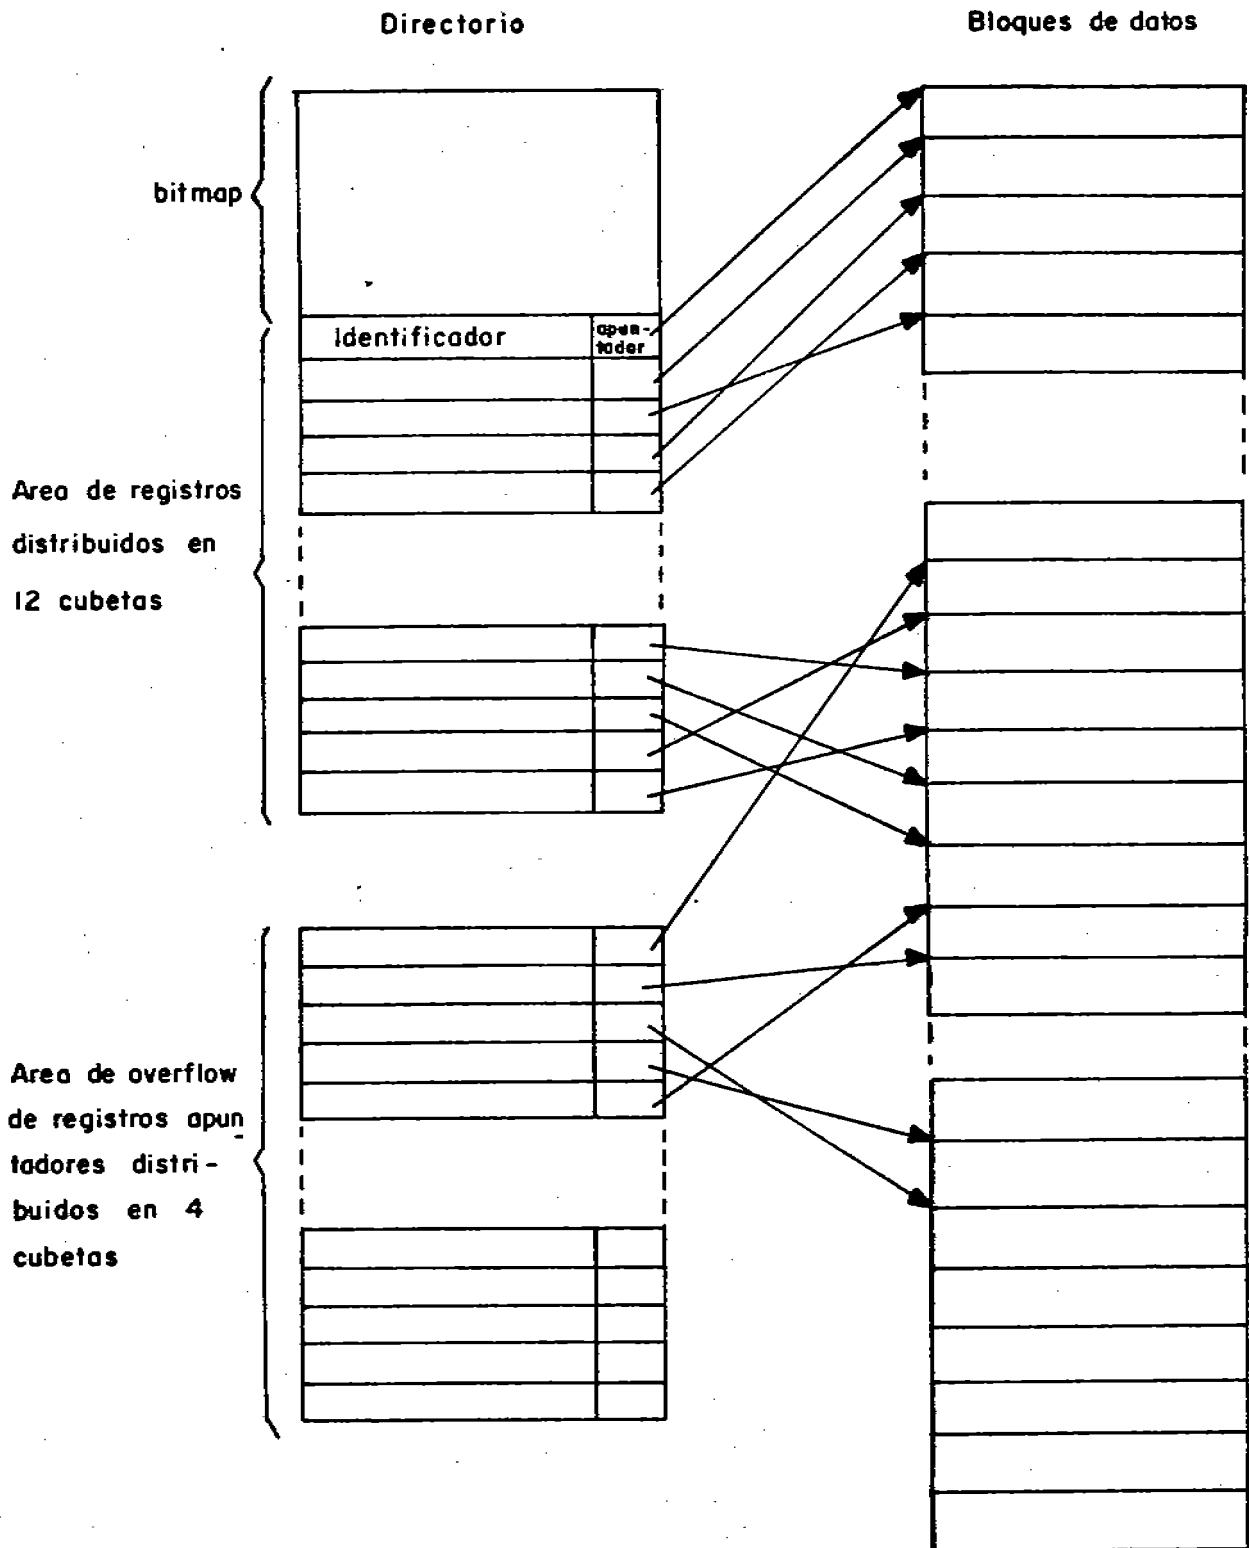 Directorio
Bloques de datos
bitmap
Identificador
apun-
tador
Area de registros
distribuidos en
12 cubetas
Area de overflow
de registros apun
tadores distri-
buidos en 4
cubetas